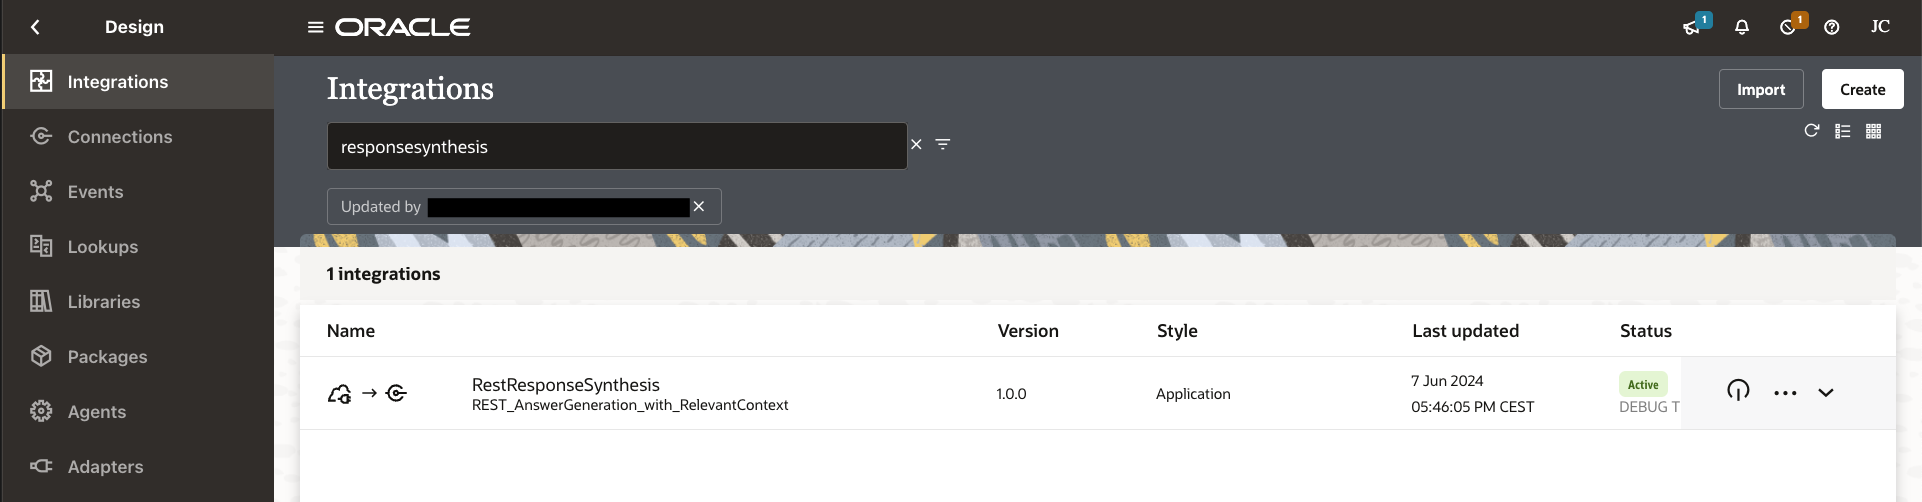 Design
ORACLE
1
1
JC
Integrations
Connections
Events
Lookups
Libraries
Packages
Agents
Adapters
Integrations
Import
Create
responsesynthesis
Updated by
1 integrations
Name Version Style Last updated Status
RestResponseSynthesis
REST_AnswerGeneration_with_RelevantContext
1.0.0
Application
7 Jun 2024
05:46:05 PM CEST
Active
DEBUG T